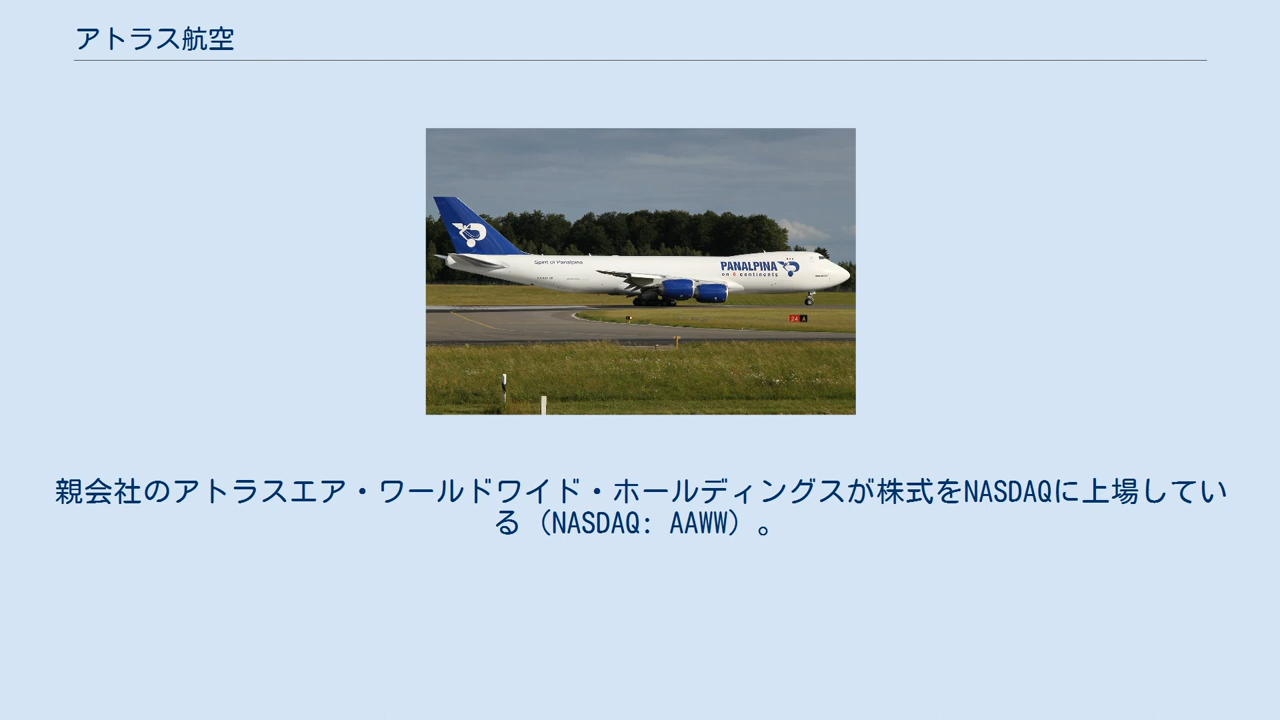 アトラス航空
Spirit of Panalpina
PANALPINA
on 6 continents
24 A
親会社のアトラスエア・ワールドワイド・ホールディングスが株式をNASDAQに上場してい
る（NASDAQ: AAWW）。